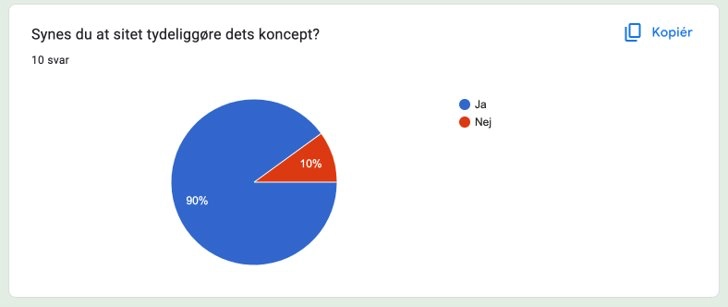 Synes du at sitet tydeliggøre dets koncept?
Kopiér
10 svar
Ja
Nej
10%
90%